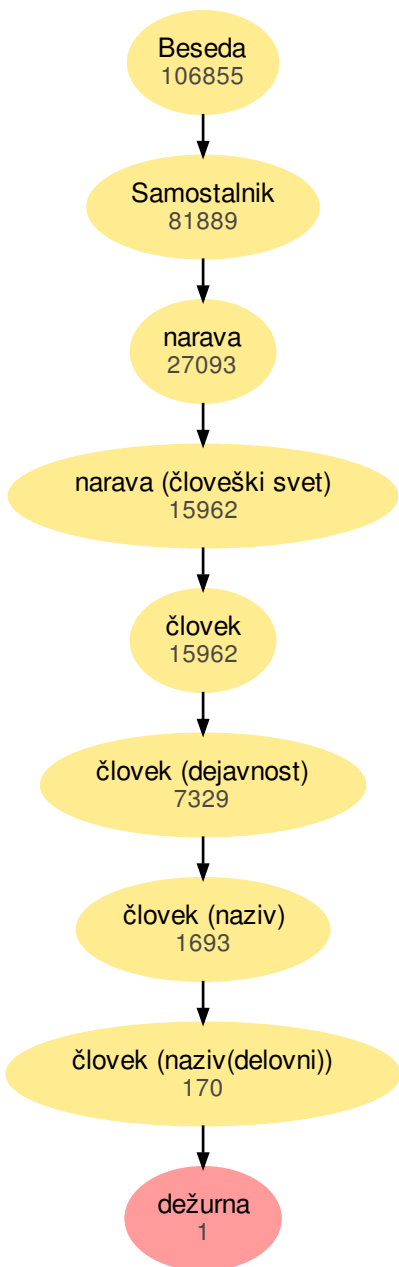 Beseda
106855
Samostalnik
81889
narava
27093
narava (človeški svet)
15962
človek
15962
človek (dejavnost)
7329
človek (naziv)
1693
človek (naziv(delovni))
170
dežurna
1